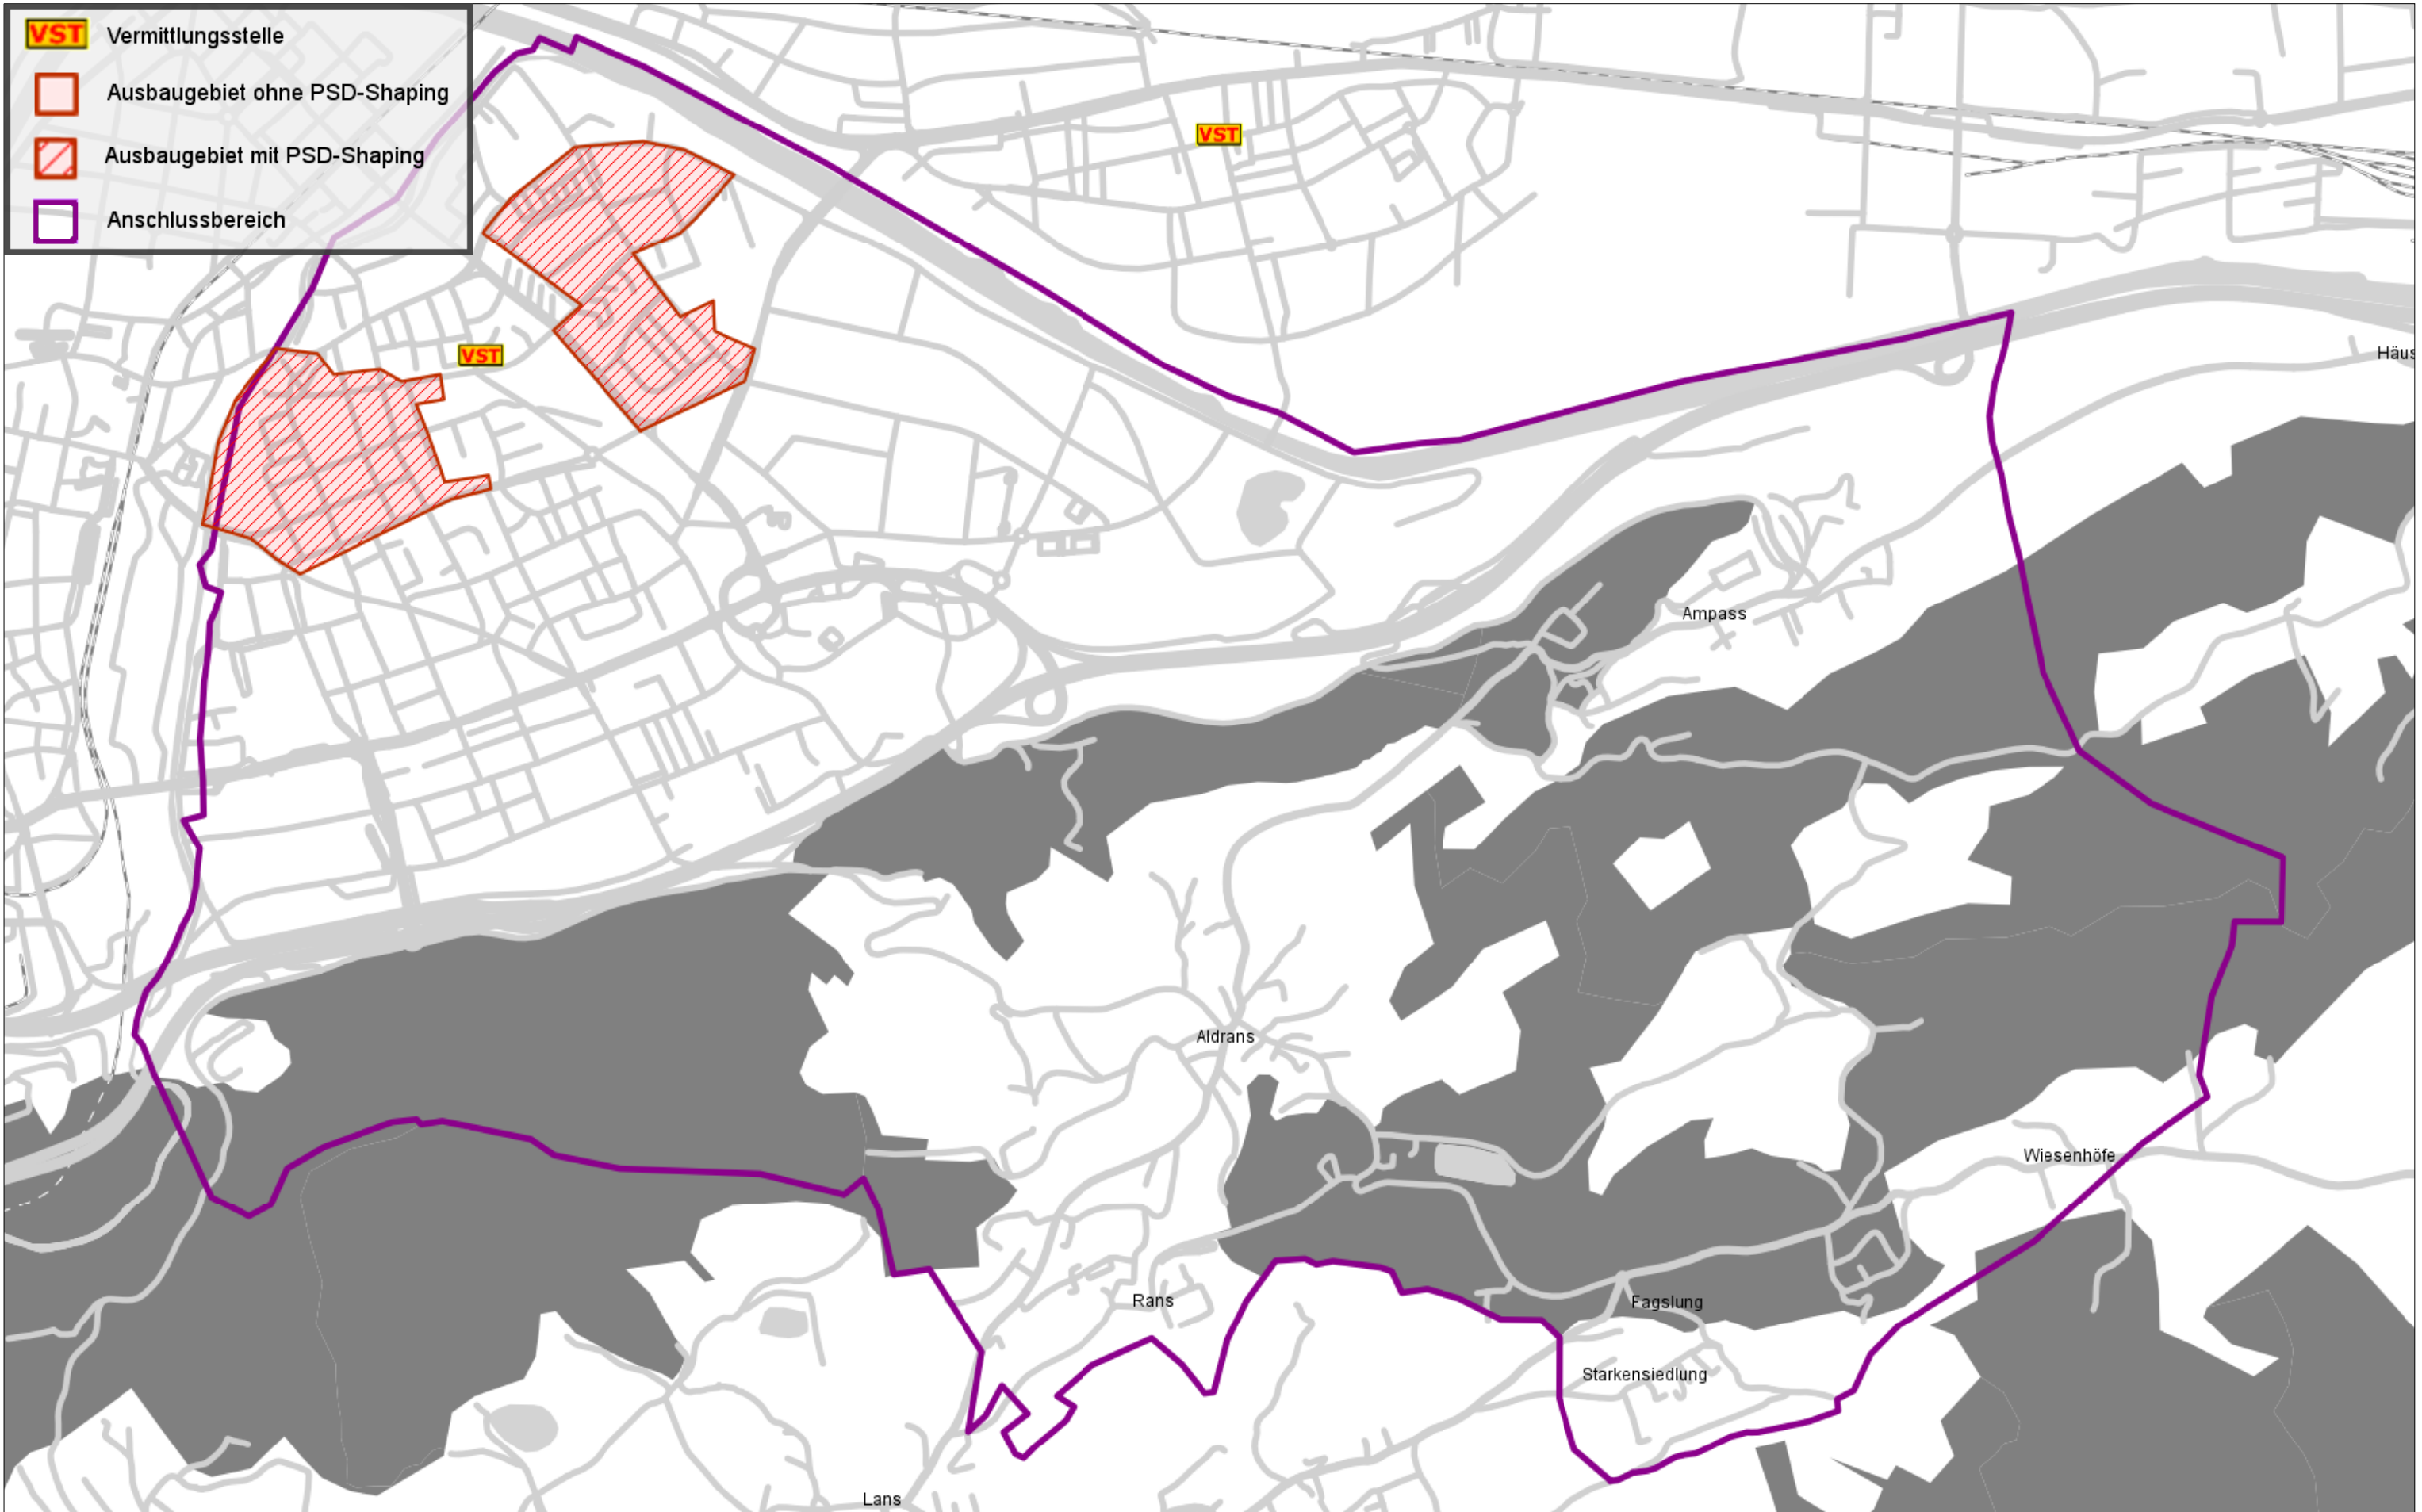 VST Vermittlungsstelle
Ausbaugebiet ohne PSD-Shaping
Ausbaugebiet mit PSD-Shaping
Anschlussbereich
VST
VST
Häus
Ampass
Aldrans
Wiesenhöfe
Rans
Fagslung
Starkensiedlung
Lans